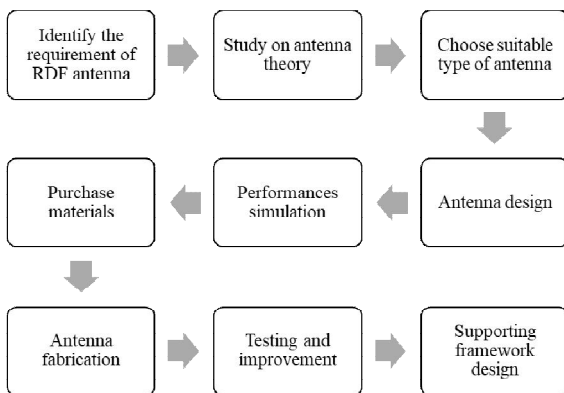 Identify the
requirement of
RDF antenna
Study on antenna
theory
Choose suitable
type of antenna
Antenna design
Performances
simulation
Purchase
materials
Antenna
fabrication
Testing and
improvement
Supporting
framework
design